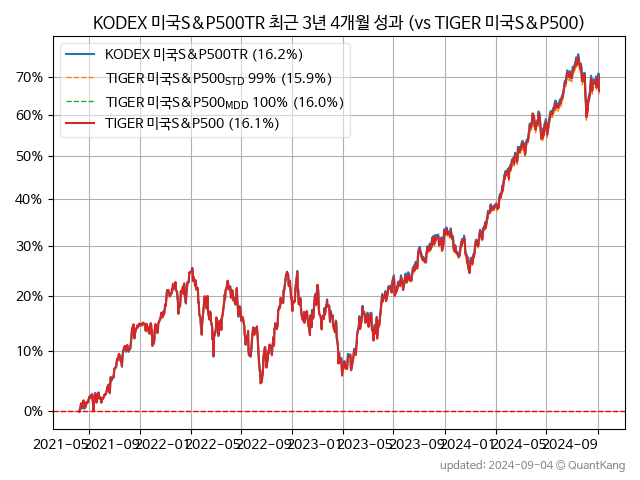 KODEX 미국S&P500TR 최근 3년 4개월 성과 (vs TIGER 미국S&P500)
KODEX 미국S&P500TR (16.2%)
TIGER 미국S&P500STD 99% (15.9%)
TIGER 미국S&P500MDD 100% (16.0%)
TIGER 미국S&P500 (16.1%)
70%
60%
50%
40%
30%
20%
10%
0%
2021-05 2021-09 2022-01 2022-05 2022-09 2023-01 2023-05 2023-09 2024-01 2024-05 2024-09
updated: 2024-09-04 @ QuantKang